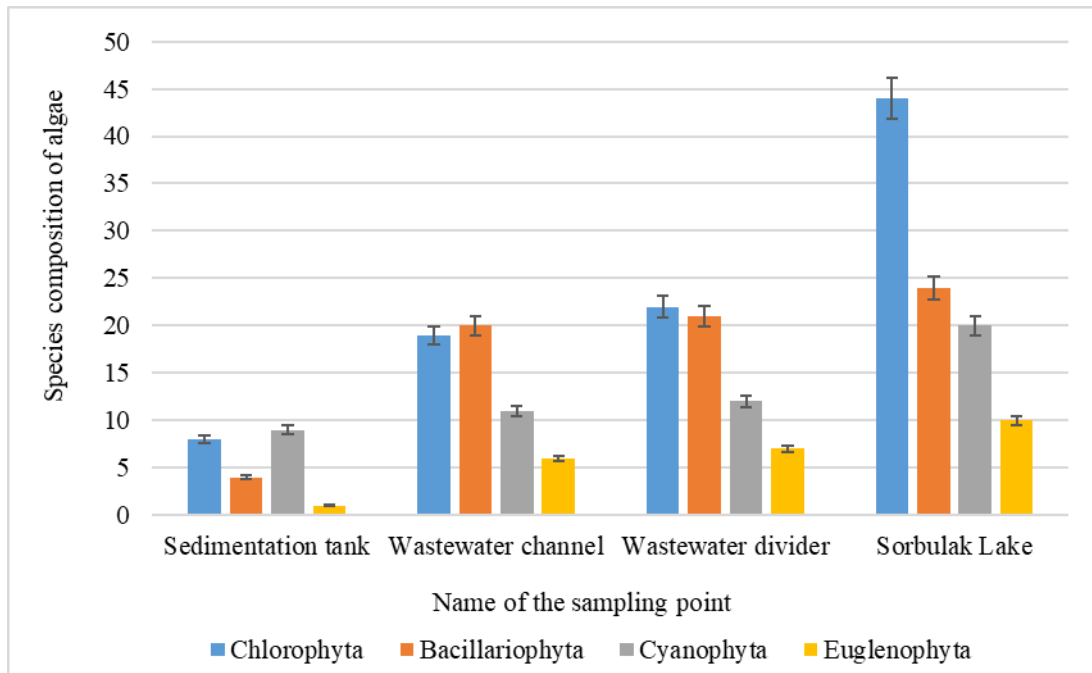 50
45
40
35
30
25
20
15
10
5
0
Species composition of algae
Sedimentation tank Wastewater channel Wastewater divider Sorbulak Lake
Name of the sampling point
Chlorophyta Bacillariophyta Cyanophyta Euglenophyta